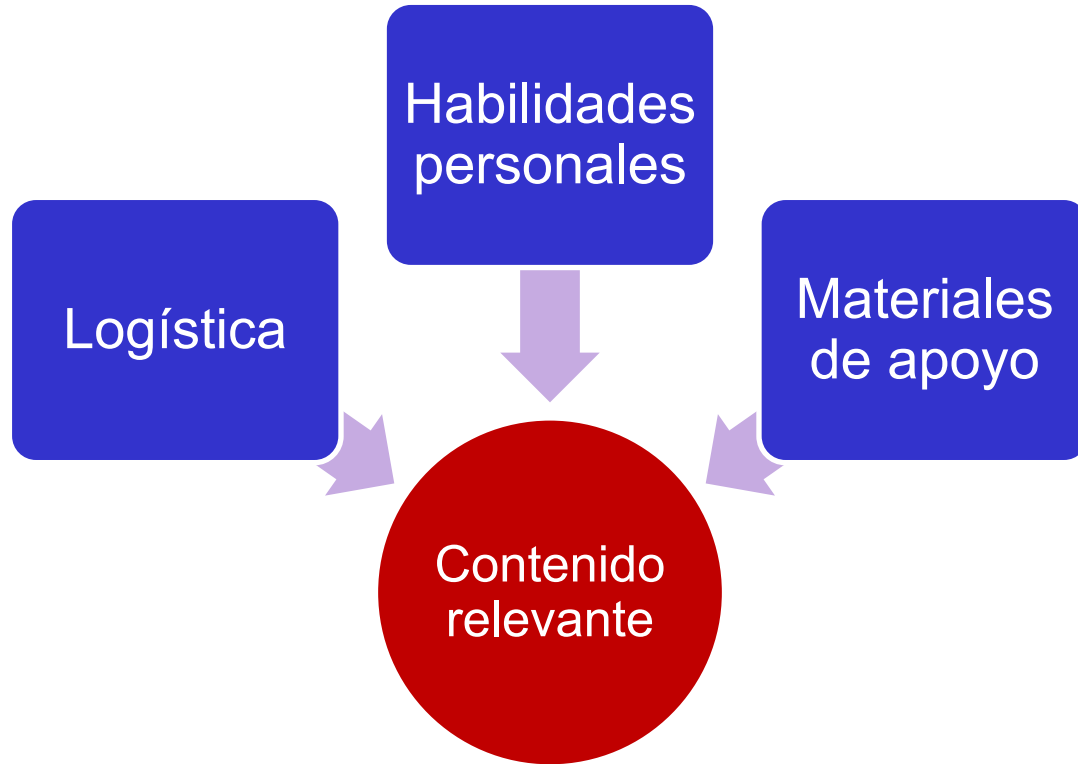 Habilidades
personales
Logística
Materiales
de apoyo
Contenido
relevante